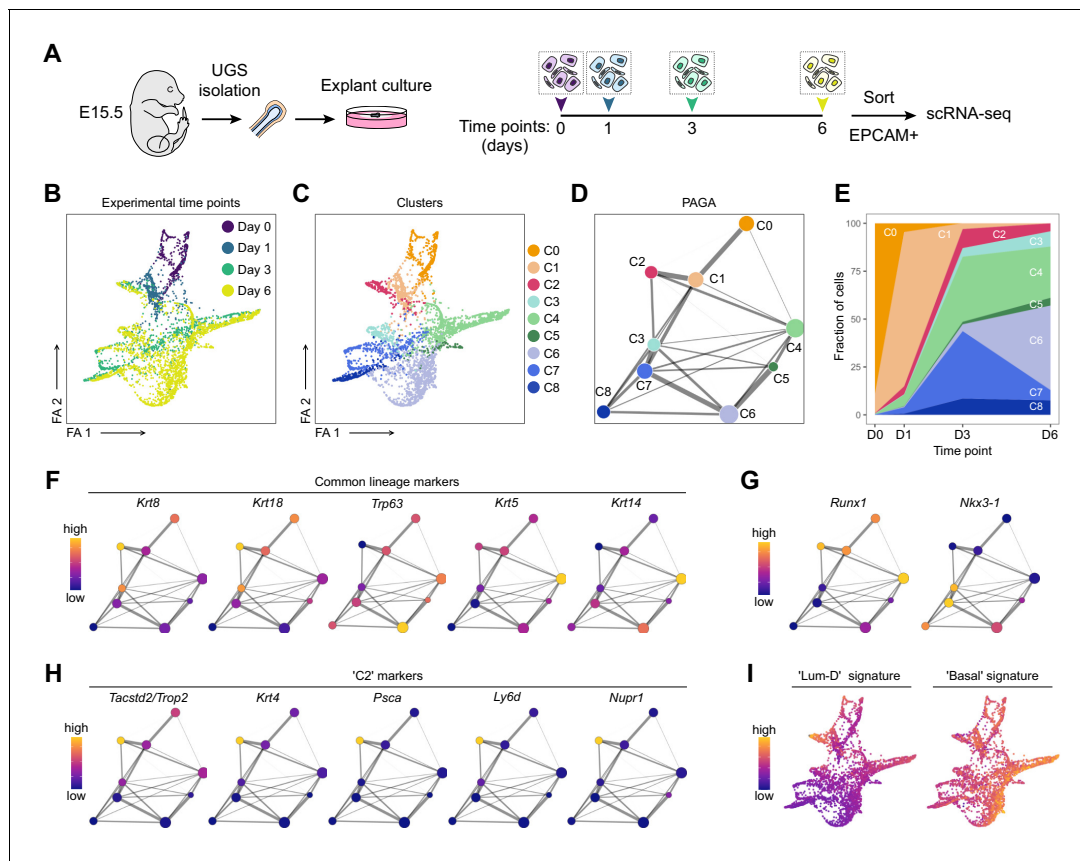 A
E15.5
UGS
isolation
Explant culture
Time points:
(days)
0
1
3
6
Sort
EPCAM+
scRNA-seq
B
Experimental time points
Day 0
Day 1
Day 3
Day 6
FA 2
FA 1
C
Clusters
C0
C1
C2
C3
C4
C5
C6
C7
C8
FA 2
FA 1
D
PAGA
C0
C2
C1
C4
C3
C7
C5
C8
C6
E
Fraction of cells
100
75
50
25
0
C0
C1
C2
C3
C4
C5
C6
C7
C8
D0
D1
D3
D6
Time point
F
Common lineage markers
Krt8
Krt18
Trp63
Krt5
Krt14
high
low
G
Runx1
Nkx3-1
high
low
H
'C2' markers
Tacstd2/Trop2
Krt4
Psca
Ly6d
Nupr1
high
low
I
'Lum-D' signature
'Basal' signature
high
low